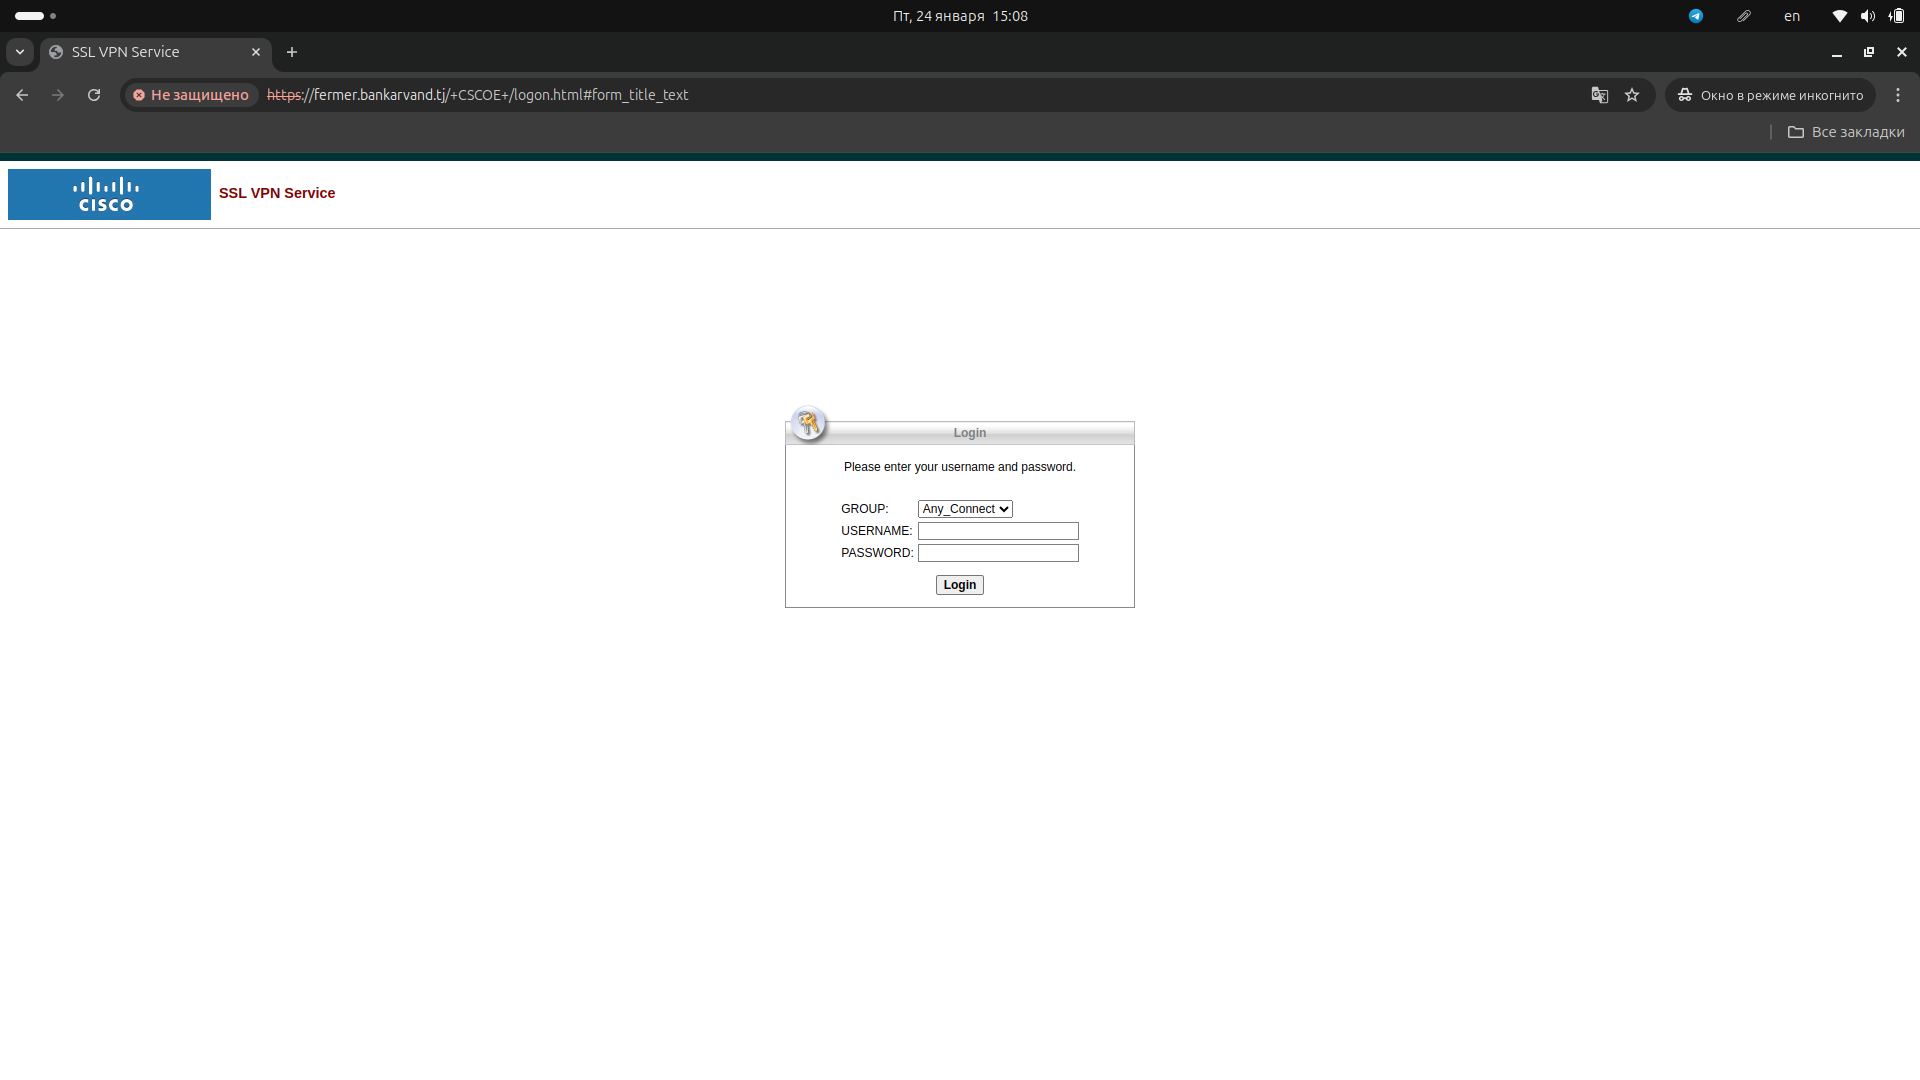 Пт, 24 января 15:08
en
SSL VPN Service
Не защищено
https://fermer.bankarvand.tj/+CSCOE+/logon.html#form_title_text
Окно в режиме инкогнито
Все закладки
CISCO
SSL VPN Service
Login
Please enter your username and password.
GROUP: Any_Connect
USERNAME:
PASSWORD:
Login